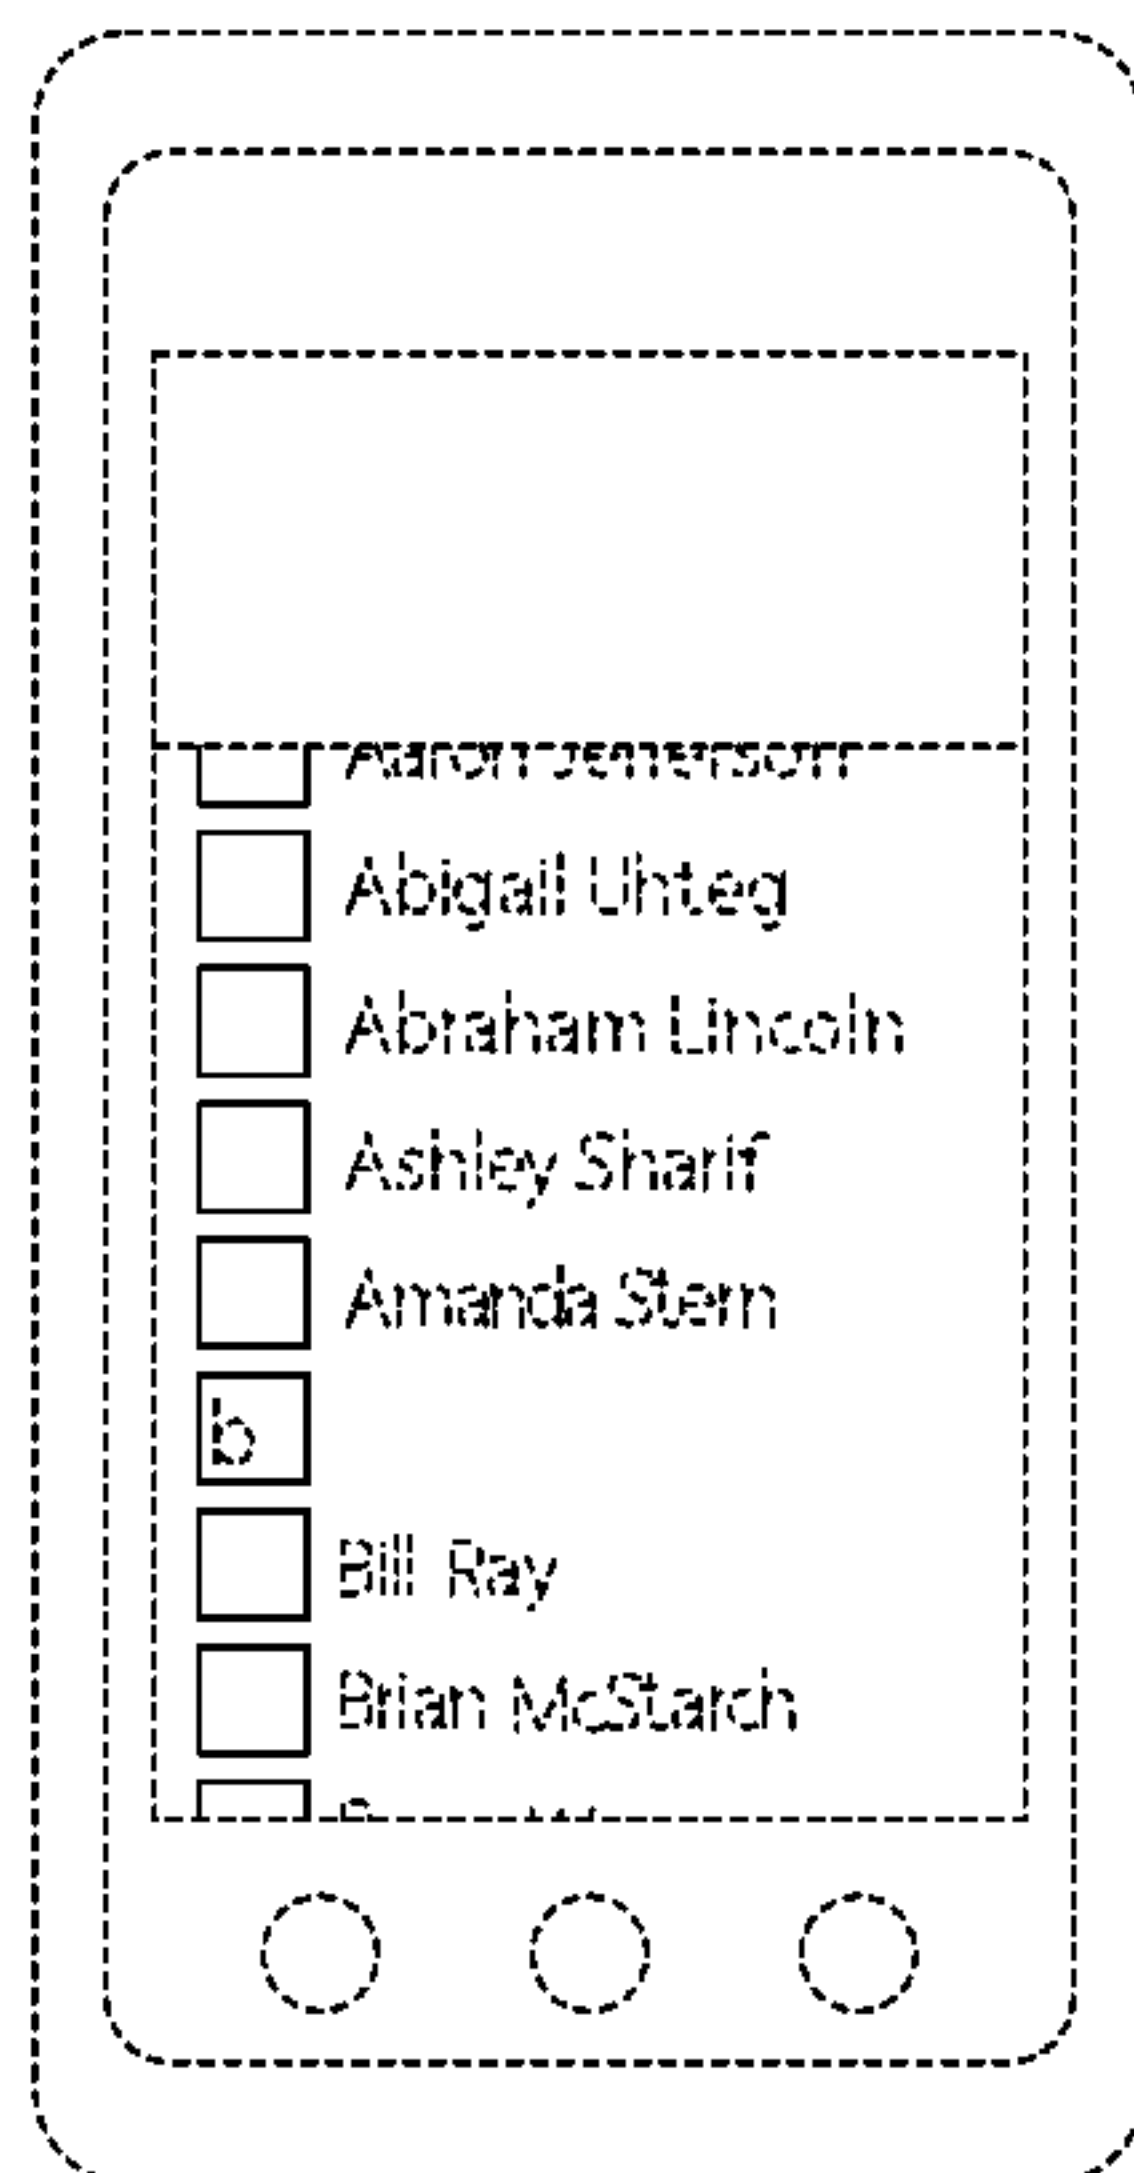 Abigail Uhteg
Abraham Lincoln
Ashley Sharif
Amanda Stern
b
Bill Ray
Brian McStarch